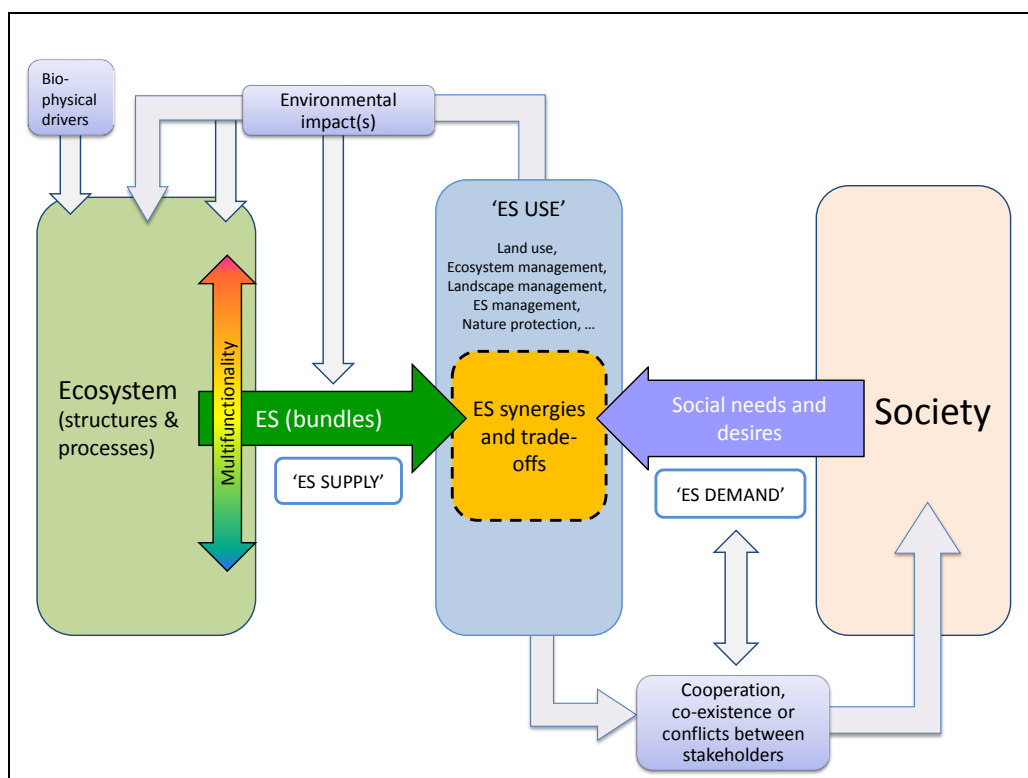 Bio-
physical
drivers
Environmental
impact(s)
‘ES USE’
Land use,
Ecosystem management,
Landscape management,
ES management,
Nature protection, ...
Ecosystem
(structures &
processes)
Multifunctionality
ES (bundles)
‘ES SUPPLY’
ES synergies
and trade-
offs
Social needs and
desires
‘ES DEMAND’
Society
Cooperation,
co-existence or
conflicts between
stakeholders